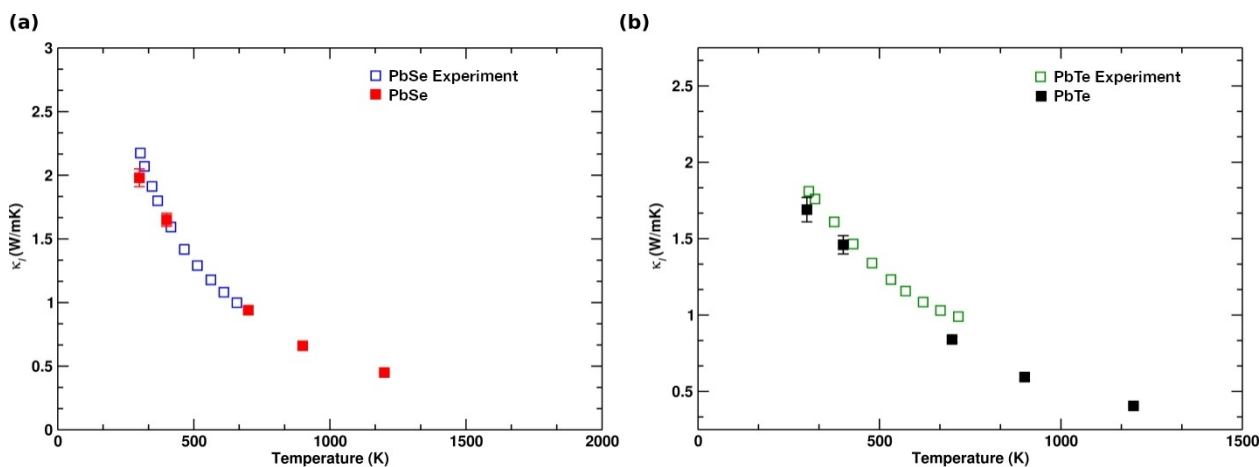 (a)
3
2.5
2
1.5
1
0.5
0
κl(W/mK)
PbSe Experiment
PbSe
0 500 1000 1500 2000
Temperature (K)
(b)
2.5
2
1.5
1
0.5
κl(W/mK)
PbTe Experiment
PbTe
0 500 1000 1500
Temperature (K)